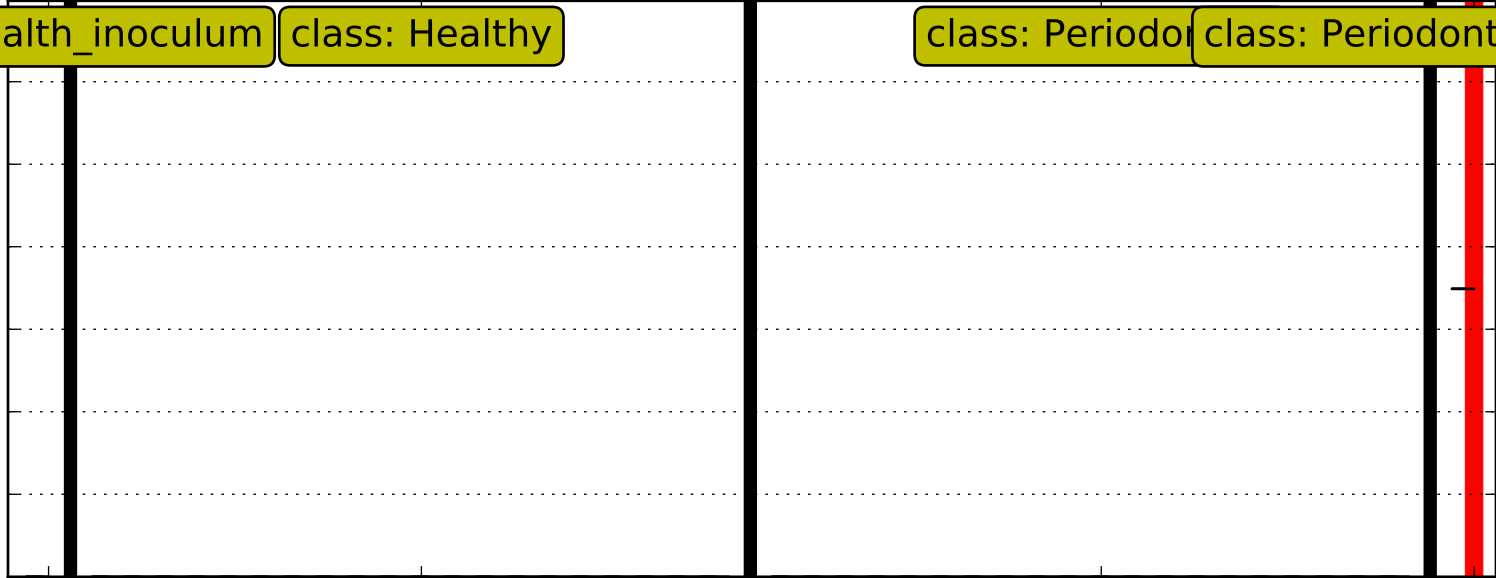 alth_inoculum
class: Healthy
class: Periodor
class: Periodont